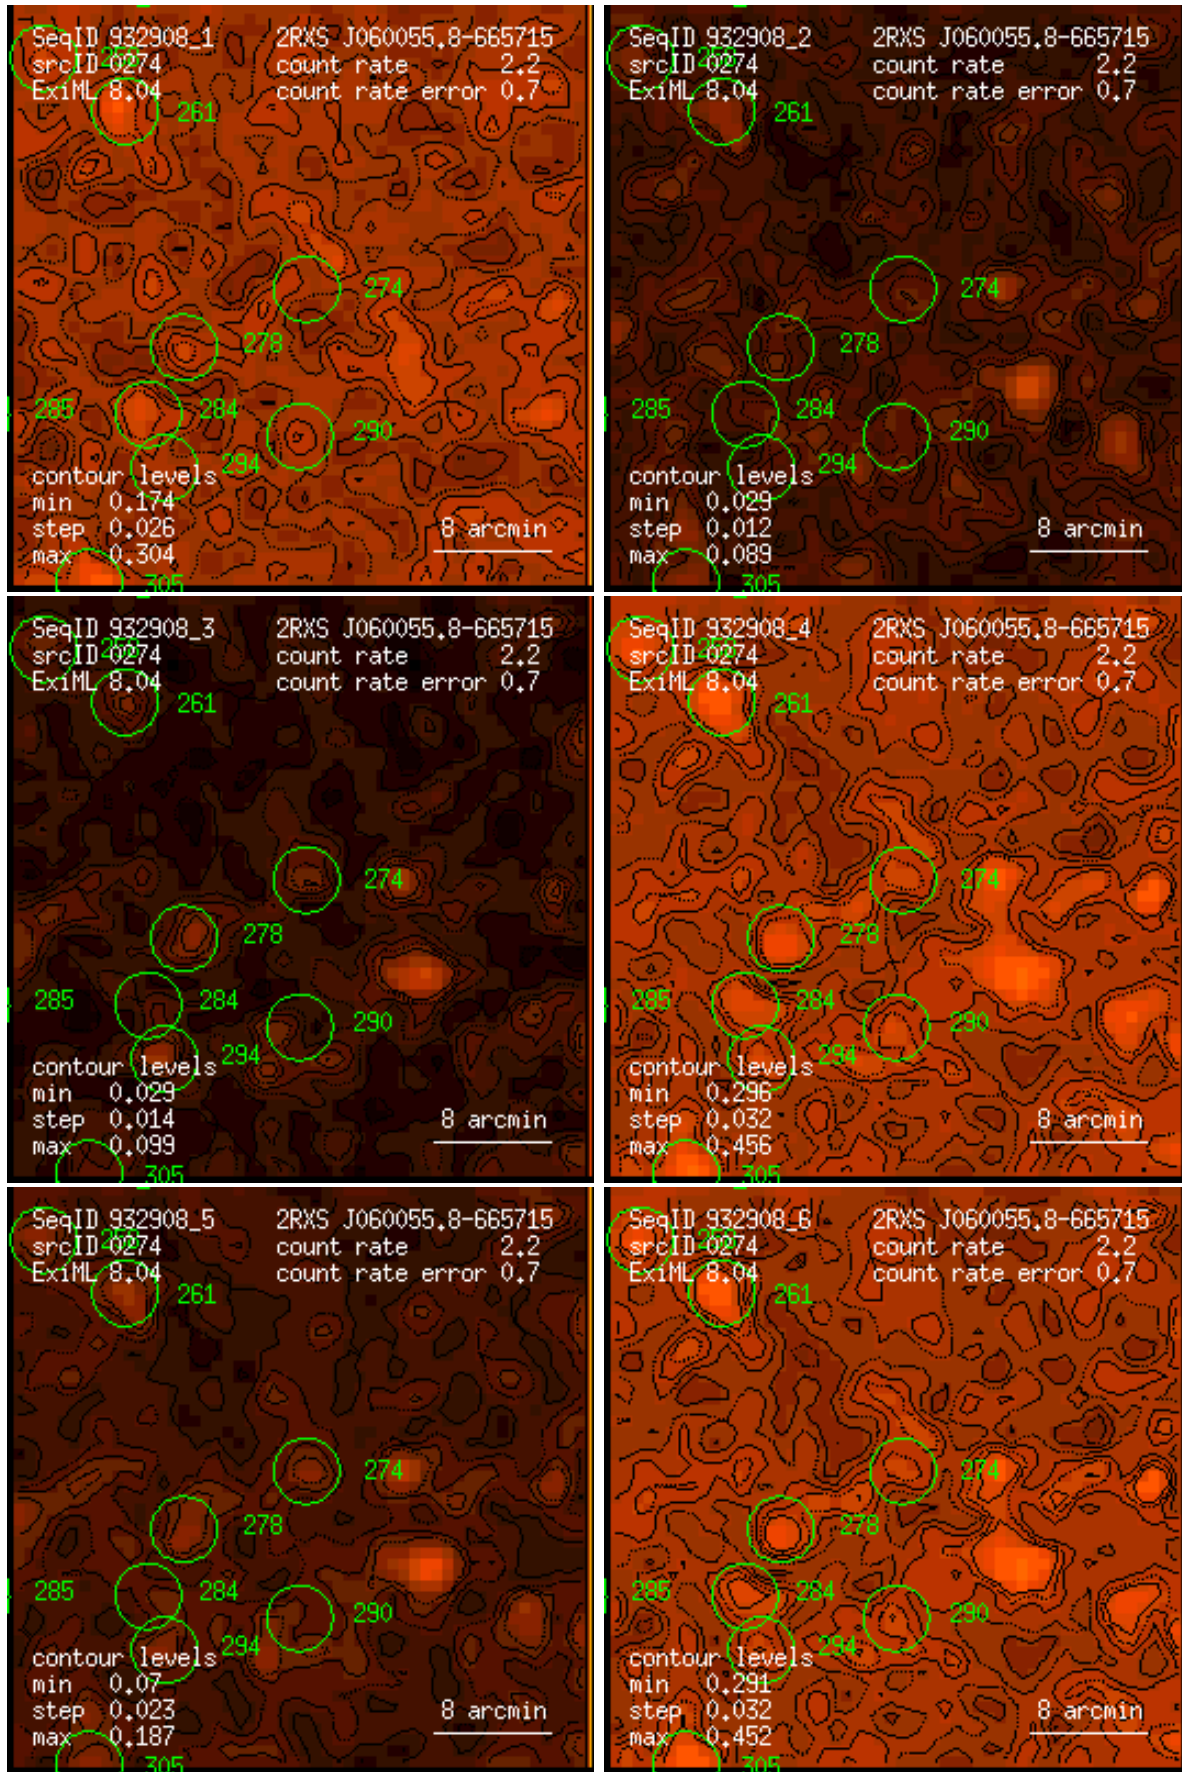 SeqID 932908_1 2RXS J060055.8-665715
srcID 0274 count rate 2.2
ExiML 8.04 count rate error 0.7
261
274
278
285 284
290
294
contour levels
min 0.174
step 0.026 8 arcmin
max 0.304
305
SeqID 932908_2 2RXS J060055.8-665715
srcID 0274 count rate 2.2
ExiML 8.04 count rate error 0.7
261
274
278
285 284
290
294
contour levels
min 0.029
step 0.012 8 arcmin
max 0.089
305
SeqID 932908_3 2RXS J060055.8-665715
srcID 0274 count rate 2.2
ExiML 8.04 count rate error 0.7
261
274
278
285 284
290
294
contour levels
min 0.029
step 0.014 8 arcmin
max 0.099
305
SeqID 932908_4 2RXS J060055.8-665715
srcID 0274 count rate 2.2
ExiML 8.04 count rate error 0.7
261
274
278
285 284
290
294
contour levels
min 0.296
step 0.032 8 arcmin
max 0.456
305
SeqID 932908_5 2RXS J060055.8-665715
srcID 0274 count rate 2.2
ExiML 8.04 count rate error 0.7
261
274
278
285 284
290
294
contour levels
min 0.07
step 0.023 8 arcmin
max 0.187
305
SeqID 932908_6 2RXS J060055.8-665715
srcID 0274 count rate 2.2
ExiML 8.04 count rate error 0.7
261
274
278
285 284
290
294
contour levels
min 0.291
step 0.032 8 arcmin
max 0.452
305